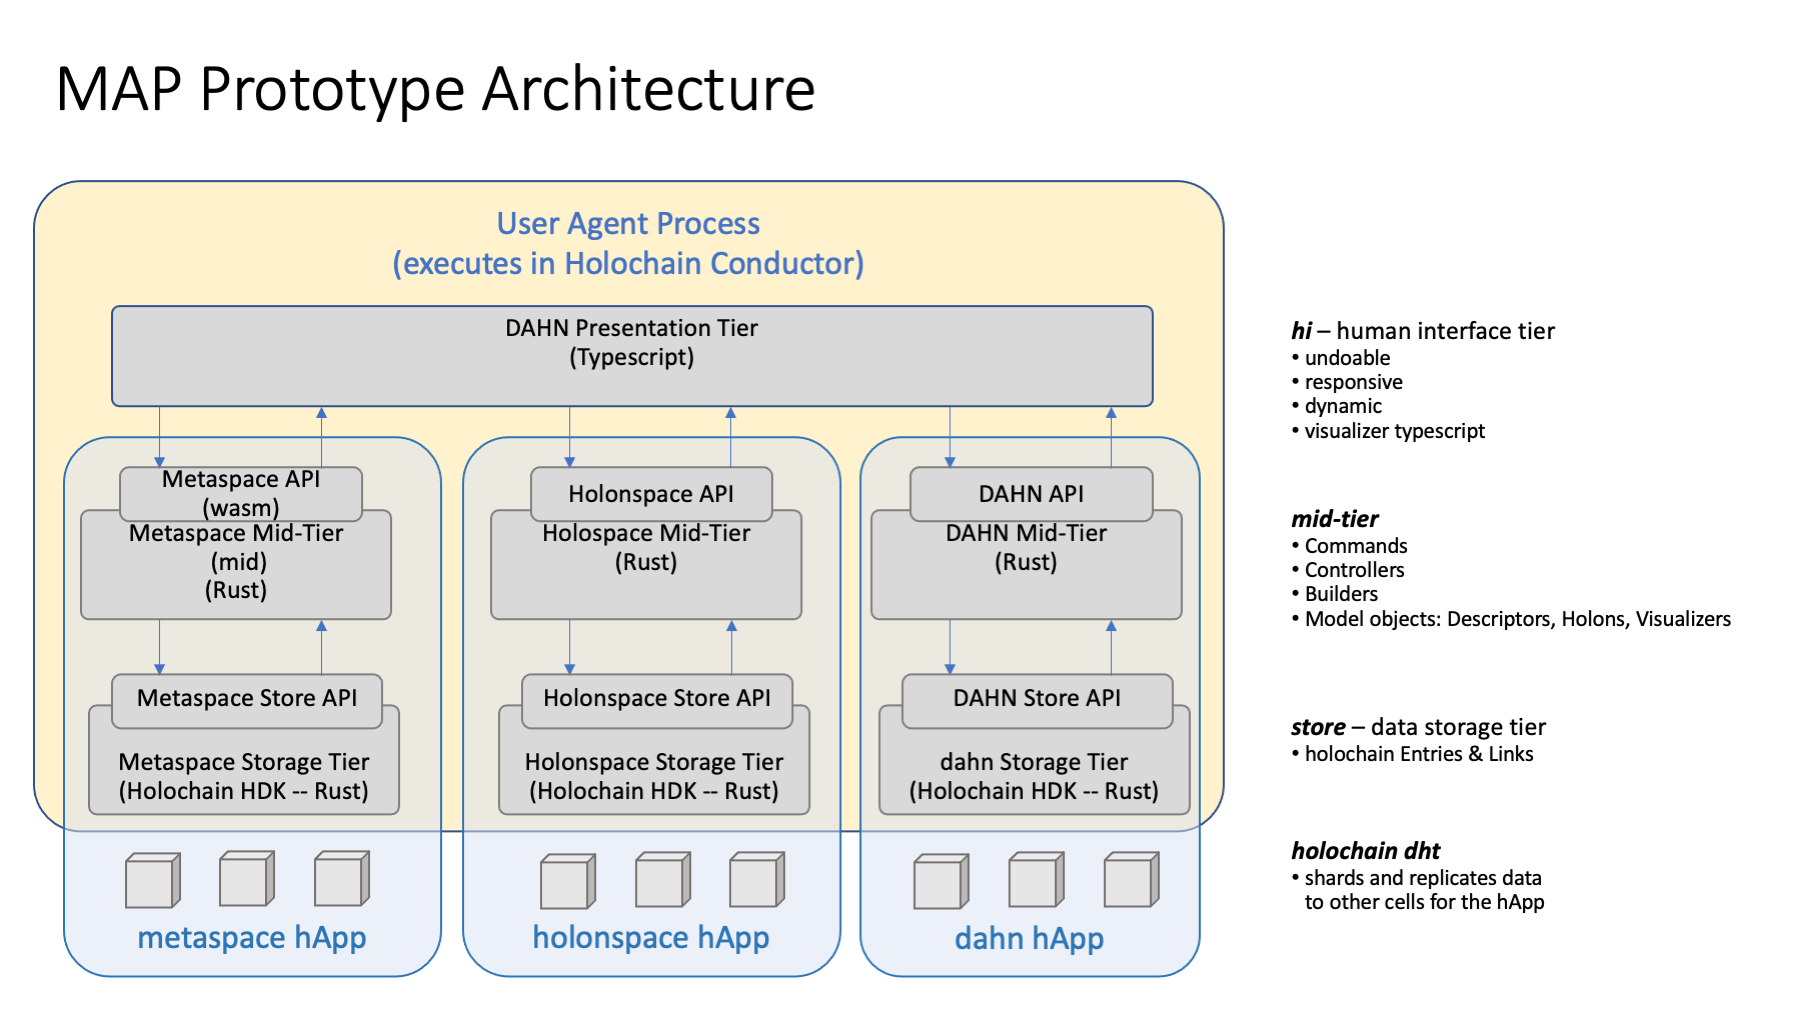 MAP Prototype Architecture
User Agent Process
(executes in Holochain Conductor)
DAHN Presentation Tier
(Typescript)
Metaspace API
(wasm)
Metaspace Mid-Tier
(mid)
(Rust)
Metaspace Store API
Metaspace Storage Tier
(Holochain HDK -- Rust)
metaspace hApp
Holonspace API
Holospace Mid-Tier
(Rust)
Holonspace Store API
Holonspace Storage Tier
(Holochain HDK -- Rust)
holonspace hApp
DAHN API
DAHN Mid-Tier
(Rust)
DAHN Store API
dahn Storage Tier
(Holochain HDK -- Rust)
dahn hApp
hi – human interface tier
• undoable
• responsive
• dynamic
• visualizer typescript
mid-tier
• Commands
• Controllers
• Builders
• Model objects: Descriptors, Holons, Visualizers
store – data storage tier
• holochain Entries & Links
holochain dht
• shards and replicates data
to other cells for the hApp